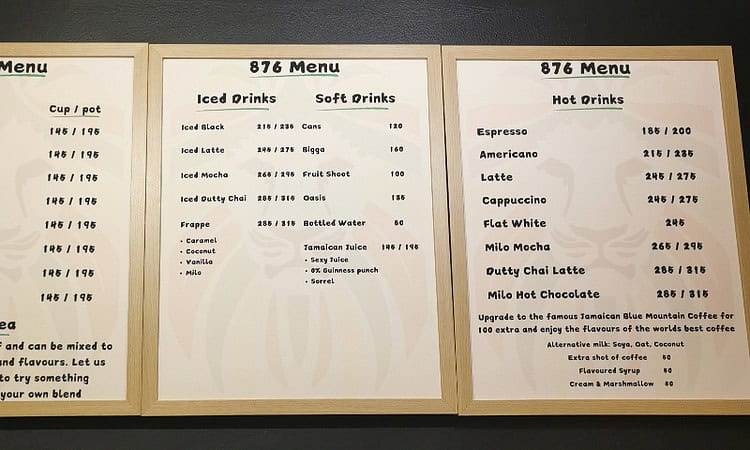 Menu
Cup / pot
145 / 195
145 / 195
145 / 195
145 / 195
145 / 195
145 / 195
145 / 195
145 / 195
ea
f and can be mixed to
and flavours. Let us
to try something
your own blend
876 Menu
Iced Drinks
Iced Black 215 / 235
Iced Latte 245 / 275
Iced Mocha 265 / 295
Iced Dutty Chai 285 / 315
Frappe 285 / 315
• Caramel
• Coconut
• Vanilla
• Milo
Soft Drinks
Cans 120
Bigga 160
Fruit Shoot 100
Oasis 135
Bottled Water 80
Jamaican Juice 145 / 195
• Sexy Juice
• 0% Guinness punch
• Sorrel
876 Menu
Hot Drinks
Espresso 185 / 200
Americano 215 / 235
Latte 245 / 275
Cappuccino 245 / 275
Flat White 245
Milo Mocha 265 / 295
Dutty Chai Latte 285 / 315
Milo Hot Chocolate 285 / 315
Upgrade to the famous Jamaican Blue Mountain Coffee for
100 extra and enjoy the flavours of the worlds best coffee
Alternative milk: Soya, Oat, Coconut
Extra shot of coffee 50
Flavoured Syrup 50
Cream & Marshmallow 50